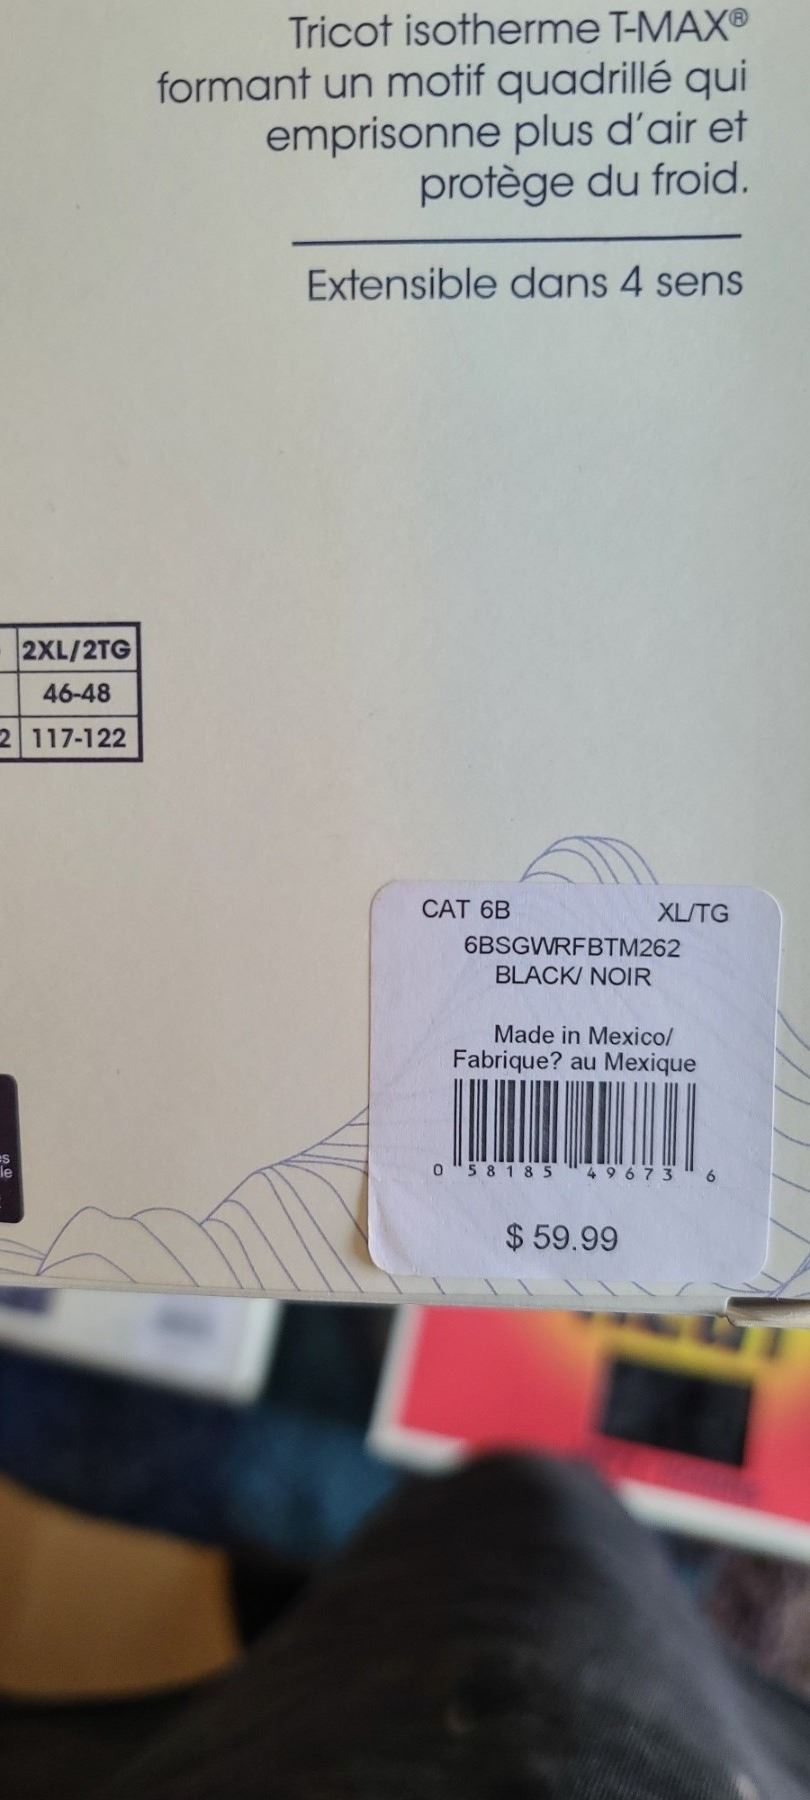 Tricot isotherme T-MAX®
formant un motif quadrillé qui
emprisonne plus d'air et
protège du froid.
Extensible dans 4 sens
2XL/2TG
46-48
2 117-122
CAT 6B XL/TG
6BSGWRFBTM262
BLACK/ NOIR
Made in Mexico/
Fabrique? au Mexique
0 58185 49673 6
$ 59.99
es
le